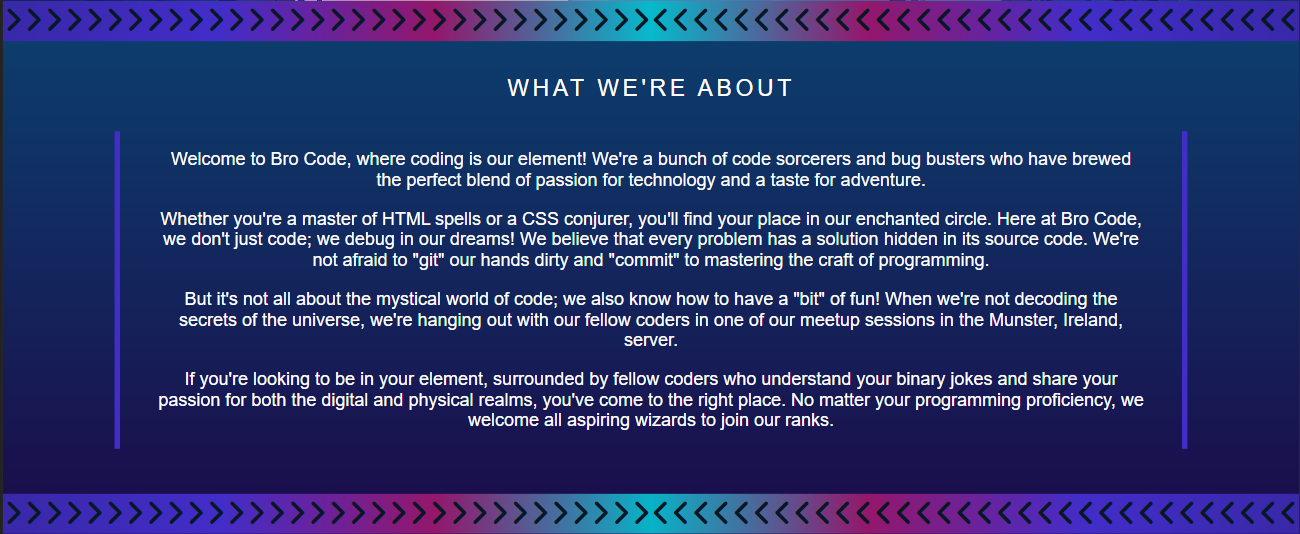 WHAT WE'RE ABOUT
Welcome to Bro Code, where coding is our element! We're a bunch of code sorcerers and bug busters who have brewed
the perfect blend of passion for technology and a taste for adventure.
Whether you're a master of HTML spells or a CSS conjurer, you'll find your place in our enchanted circle. Here at Bro Code,
we don't just code; we debug in our dreams! We believe that every problem has a solution hidden in its source code. We're
not afraid to "git" our hands dirty and "commit" to mastering the craft of programming.
But it's not all about the mystical world of code; we also know how to have a "bit" of fun! When we're not decoding the
secrets of the universe, we're hanging out with our fellow coders in one of our meetup sessions in the Munster, Ireland,
server.
If you're looking to be in your element, surrounded by fellow coders who understand your binary jokes and share your
passion for both the digital and physical realms, you've come to the right place. No matter your programming proficiency, we
welcome all aspiring wizards to join our ranks.